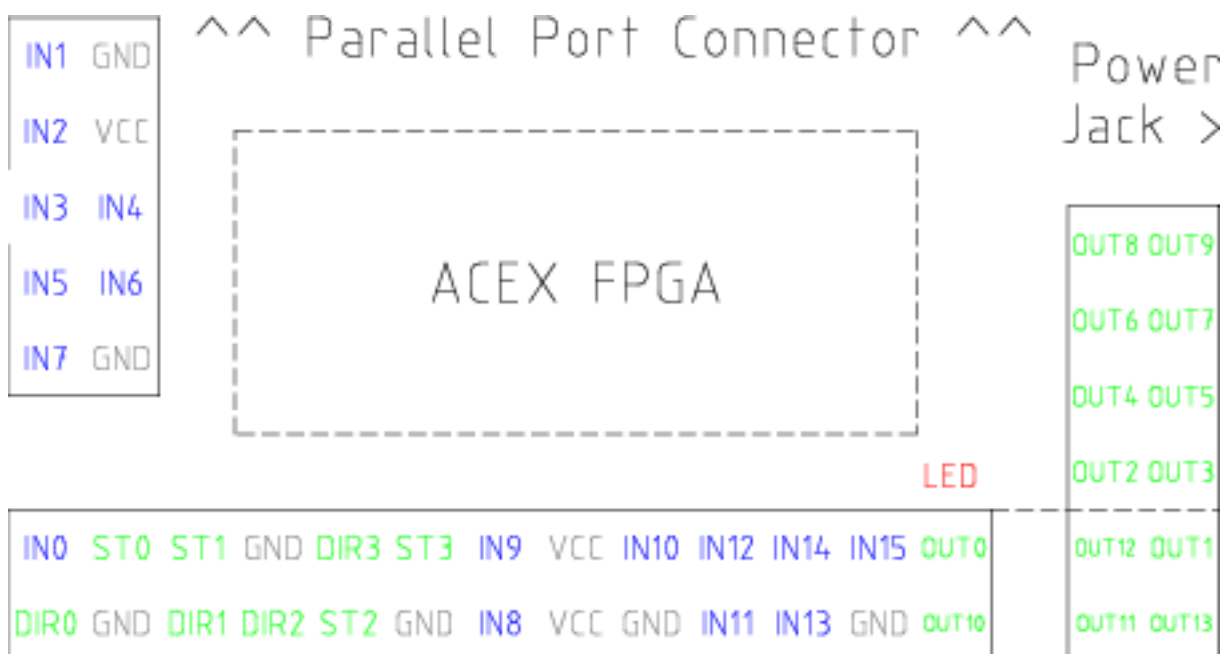 ^^ Parallel Port Connector ^^
Power
Jack >
IN1 GND
IN2 VCC
IN3 IN4
IN5 IN6
IN7 GND
ACEX FPGA
OUT8 OUT9
OUT6 OUT7
OUT4 OUT5
OUT2 OUT3
OUT12 OUT1
OUT11 OUT13
LED
IN0 ST0 ST1 GND DIR3 ST3 IN9 VCC IN10 IN12 IN14 IN15 OUT0
DIR0 GND DIR1 DIR2 ST2 GND IN8 VCC GND IN11 IN13 GND OUT10